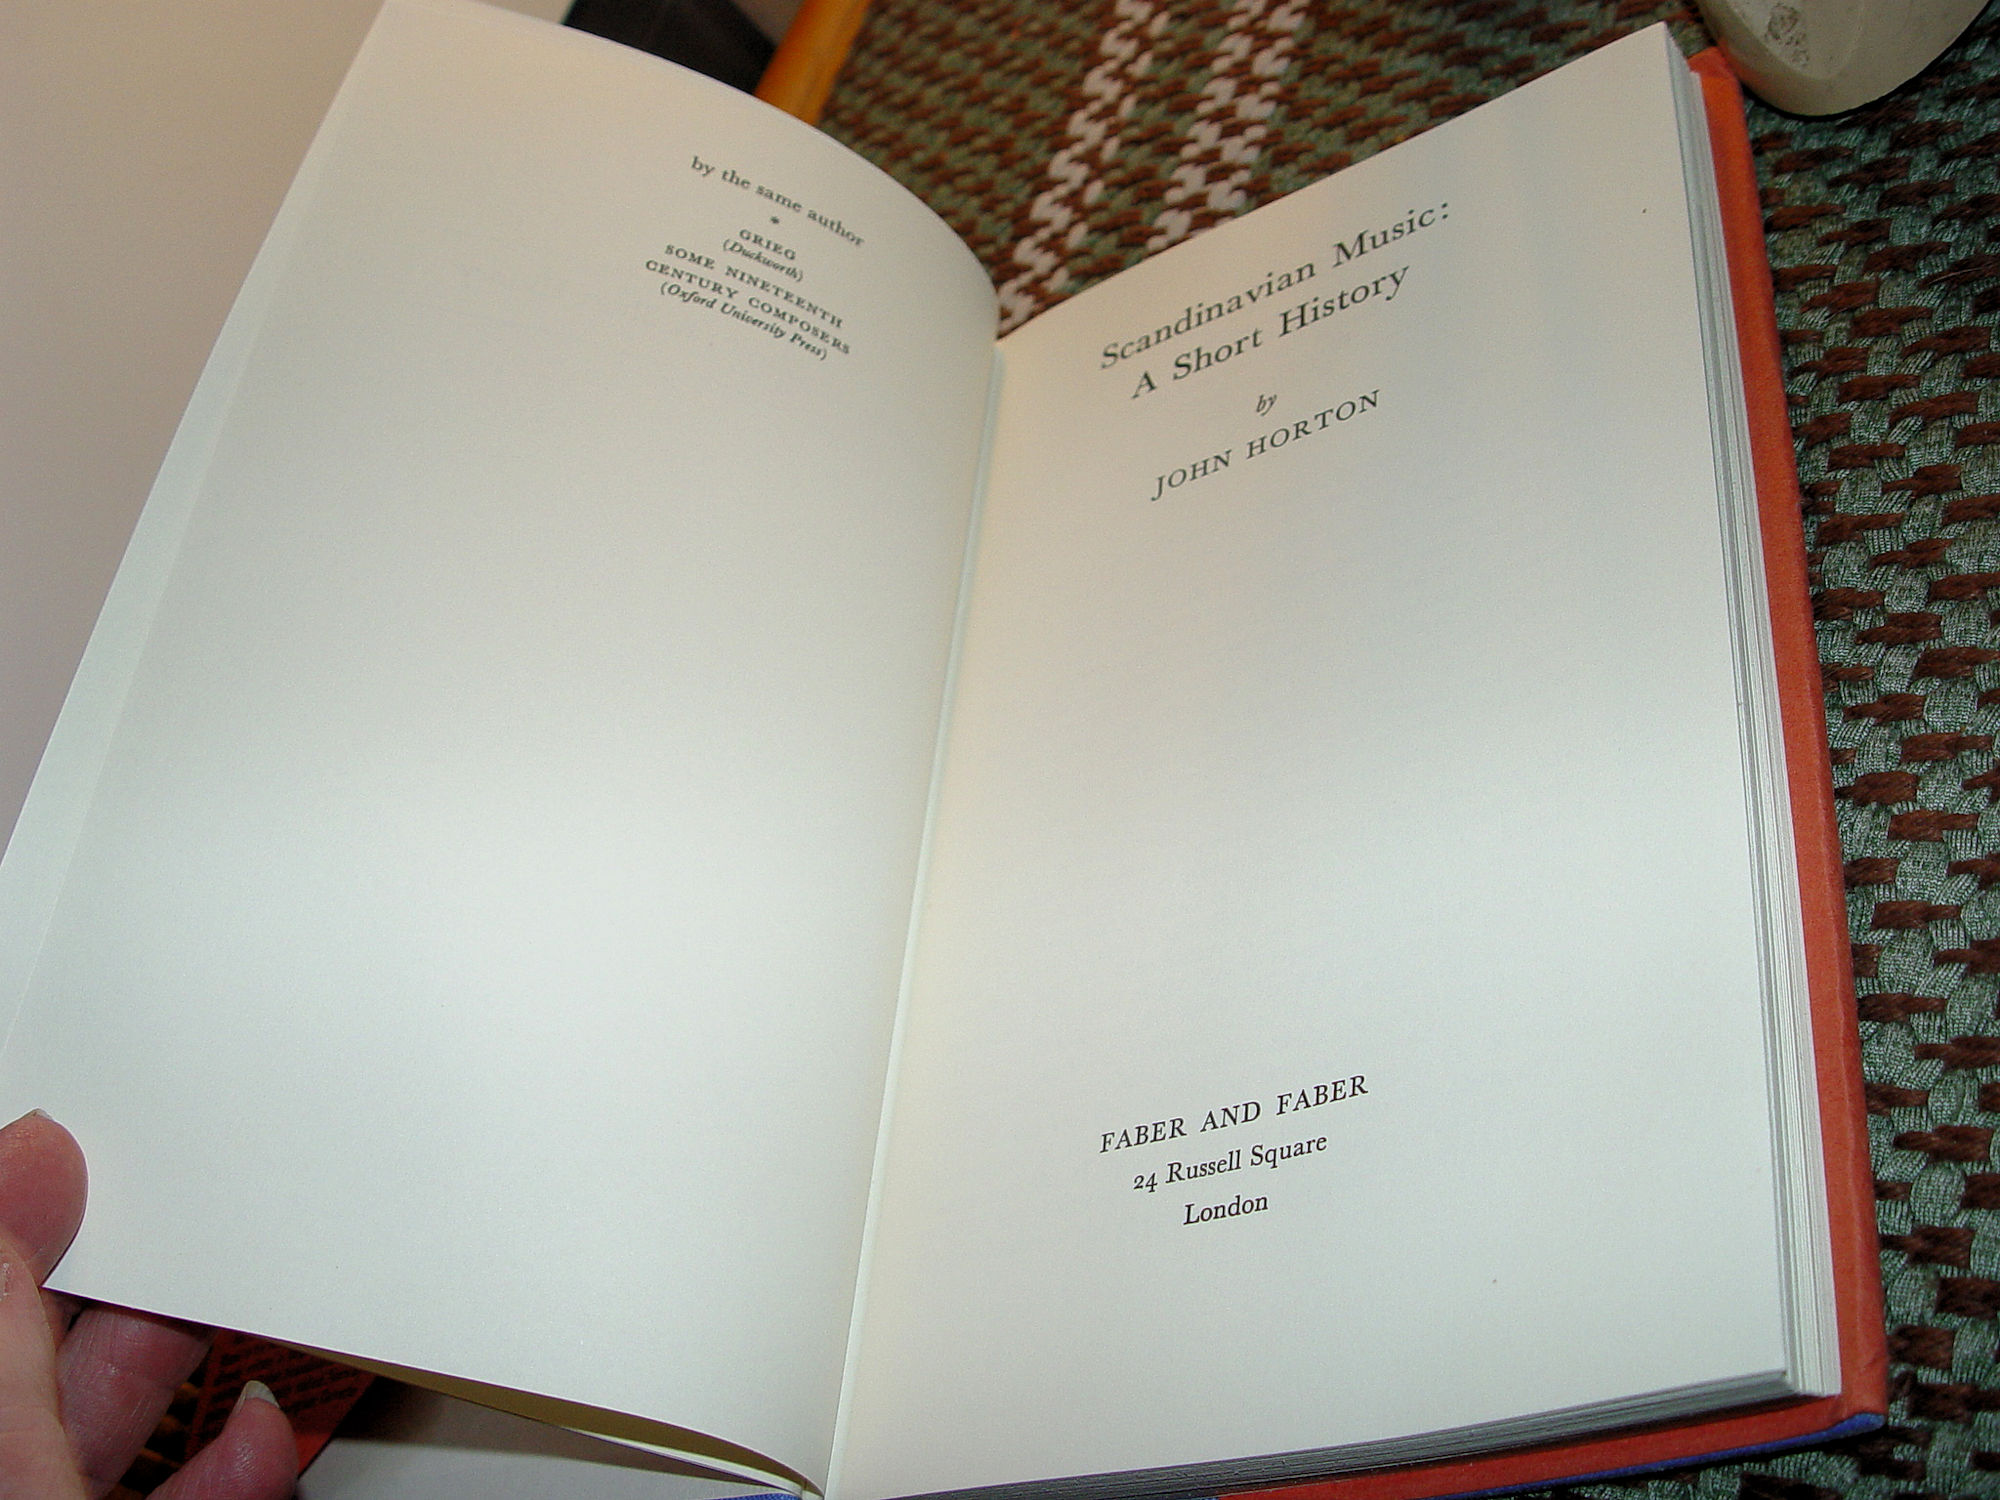 by the same author
*
GRIEG
(Duckworth)
SOME NINETEENTH
CENTURY COMPOSERS
(Oxford University Press)
Scandinavian Music:
A Short History
by
JOHN HORTON
FABER AND FABER
24 Russell Square
London